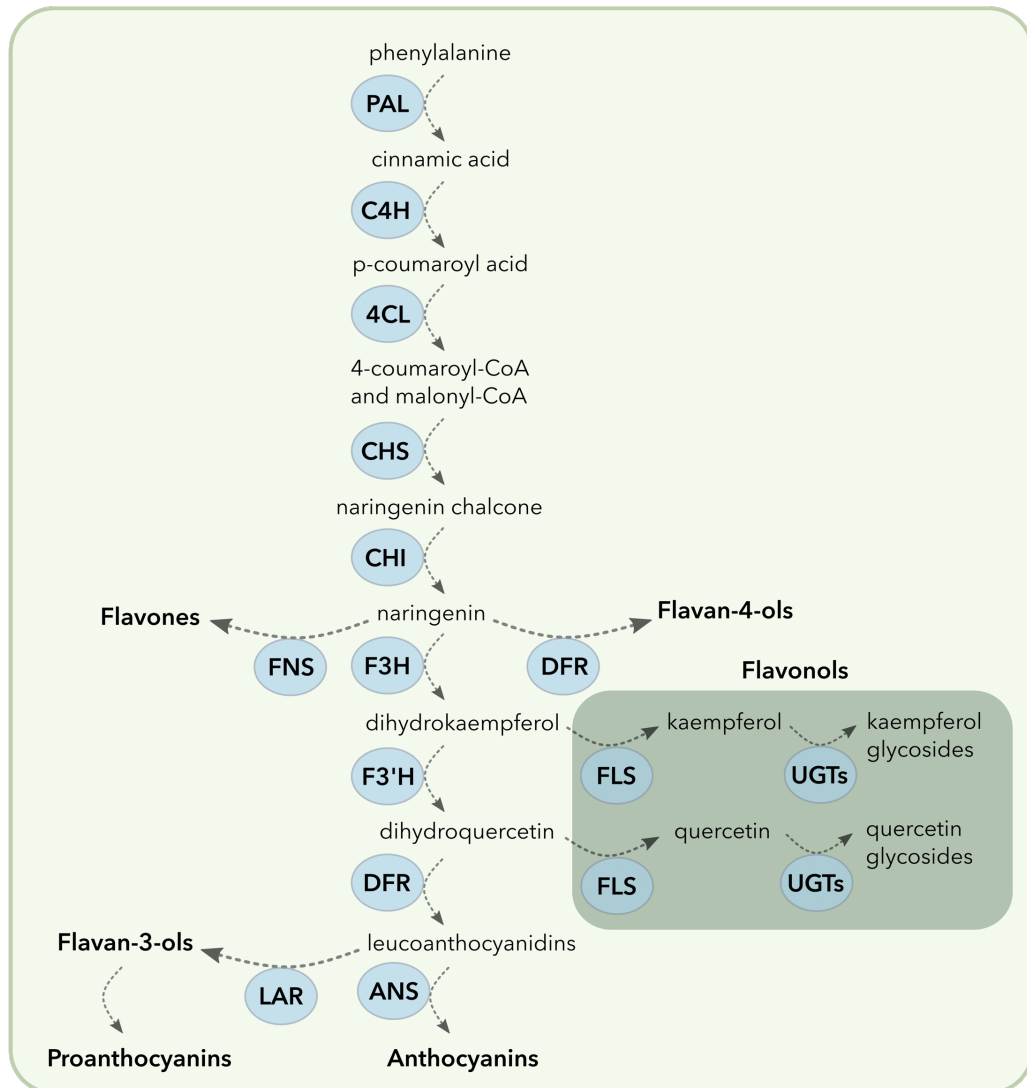 phenylalanine
PAL
cinnamic acid
C4H
p-coumaroyl acid
4CL
4-coumaroyl-CoA
and malonyl-CoA
CHS
naringenin chalcone
CHI
Flavones
naringenin
Flavan-4-ols
FNS
F3H
DFR
Flavonols
dihydrokaempferol
kaempferol
kaempferol
glycosides
F3'H
FLS
UGTs
dihydroquercetin
quercetin
quercetin
glycosides
DFR
FLS
UGTs
Flavan-3-ols
leucoanthocyanidins
LAR
ANS
Proanthocyanins
Anthocyanins